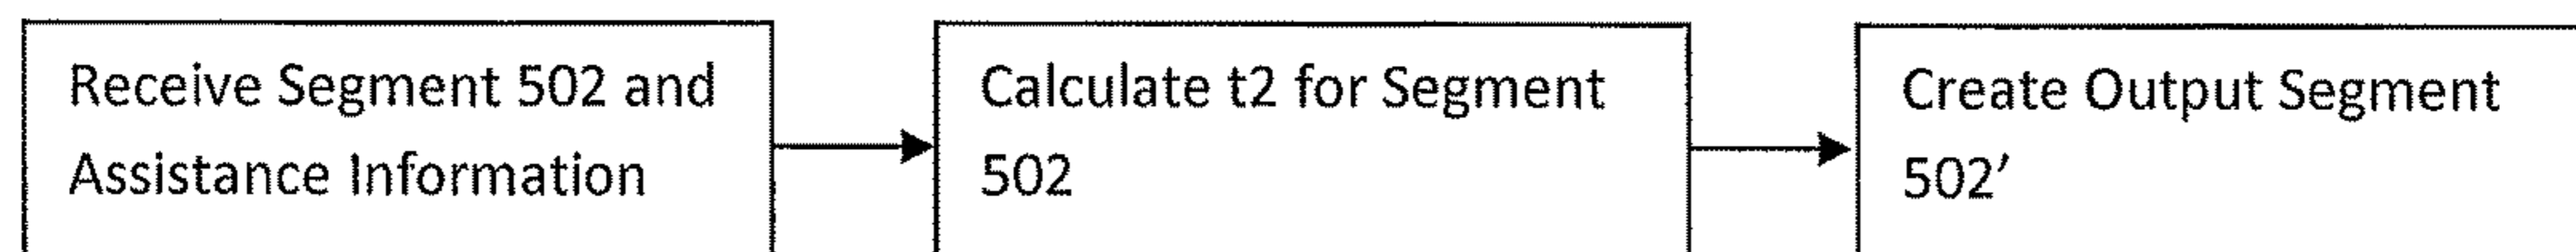 Receive Segment 502 and
Assistance Information
Calculate t2 for Segment
502
Create Output Segment
502′